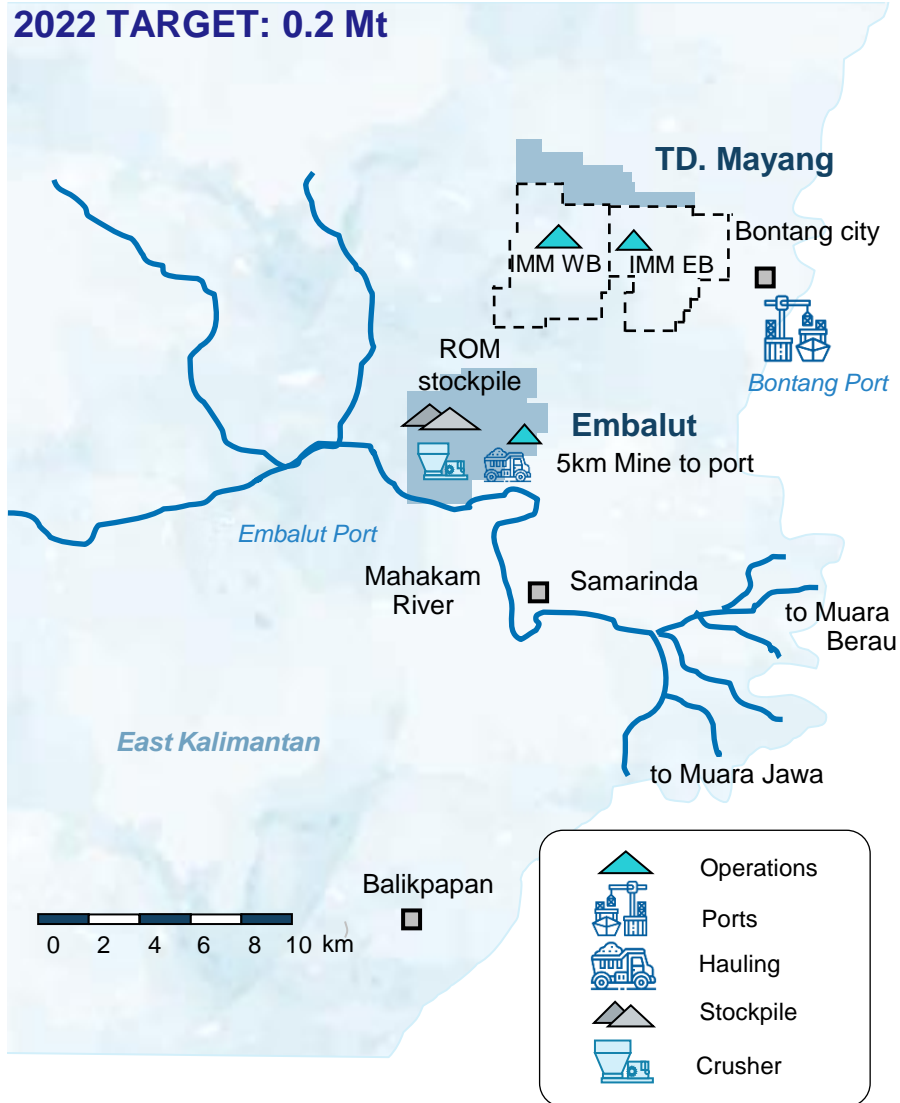 2022 TARGET: 0.2 Mt
TD. Mayang
Bontang city
IMM WB
IMM EB
ROM
stockpile
Bontang Port
Embalut
5km Mine to port
Embalut Port
Mahakam
River
Samarinda
to Muara
Berau
East Kalimantan
to Muara Jawa
Balikpapan
0 2 4 6 8 10 km
Operations
Ports
Hauling
Stockpile
Crusher